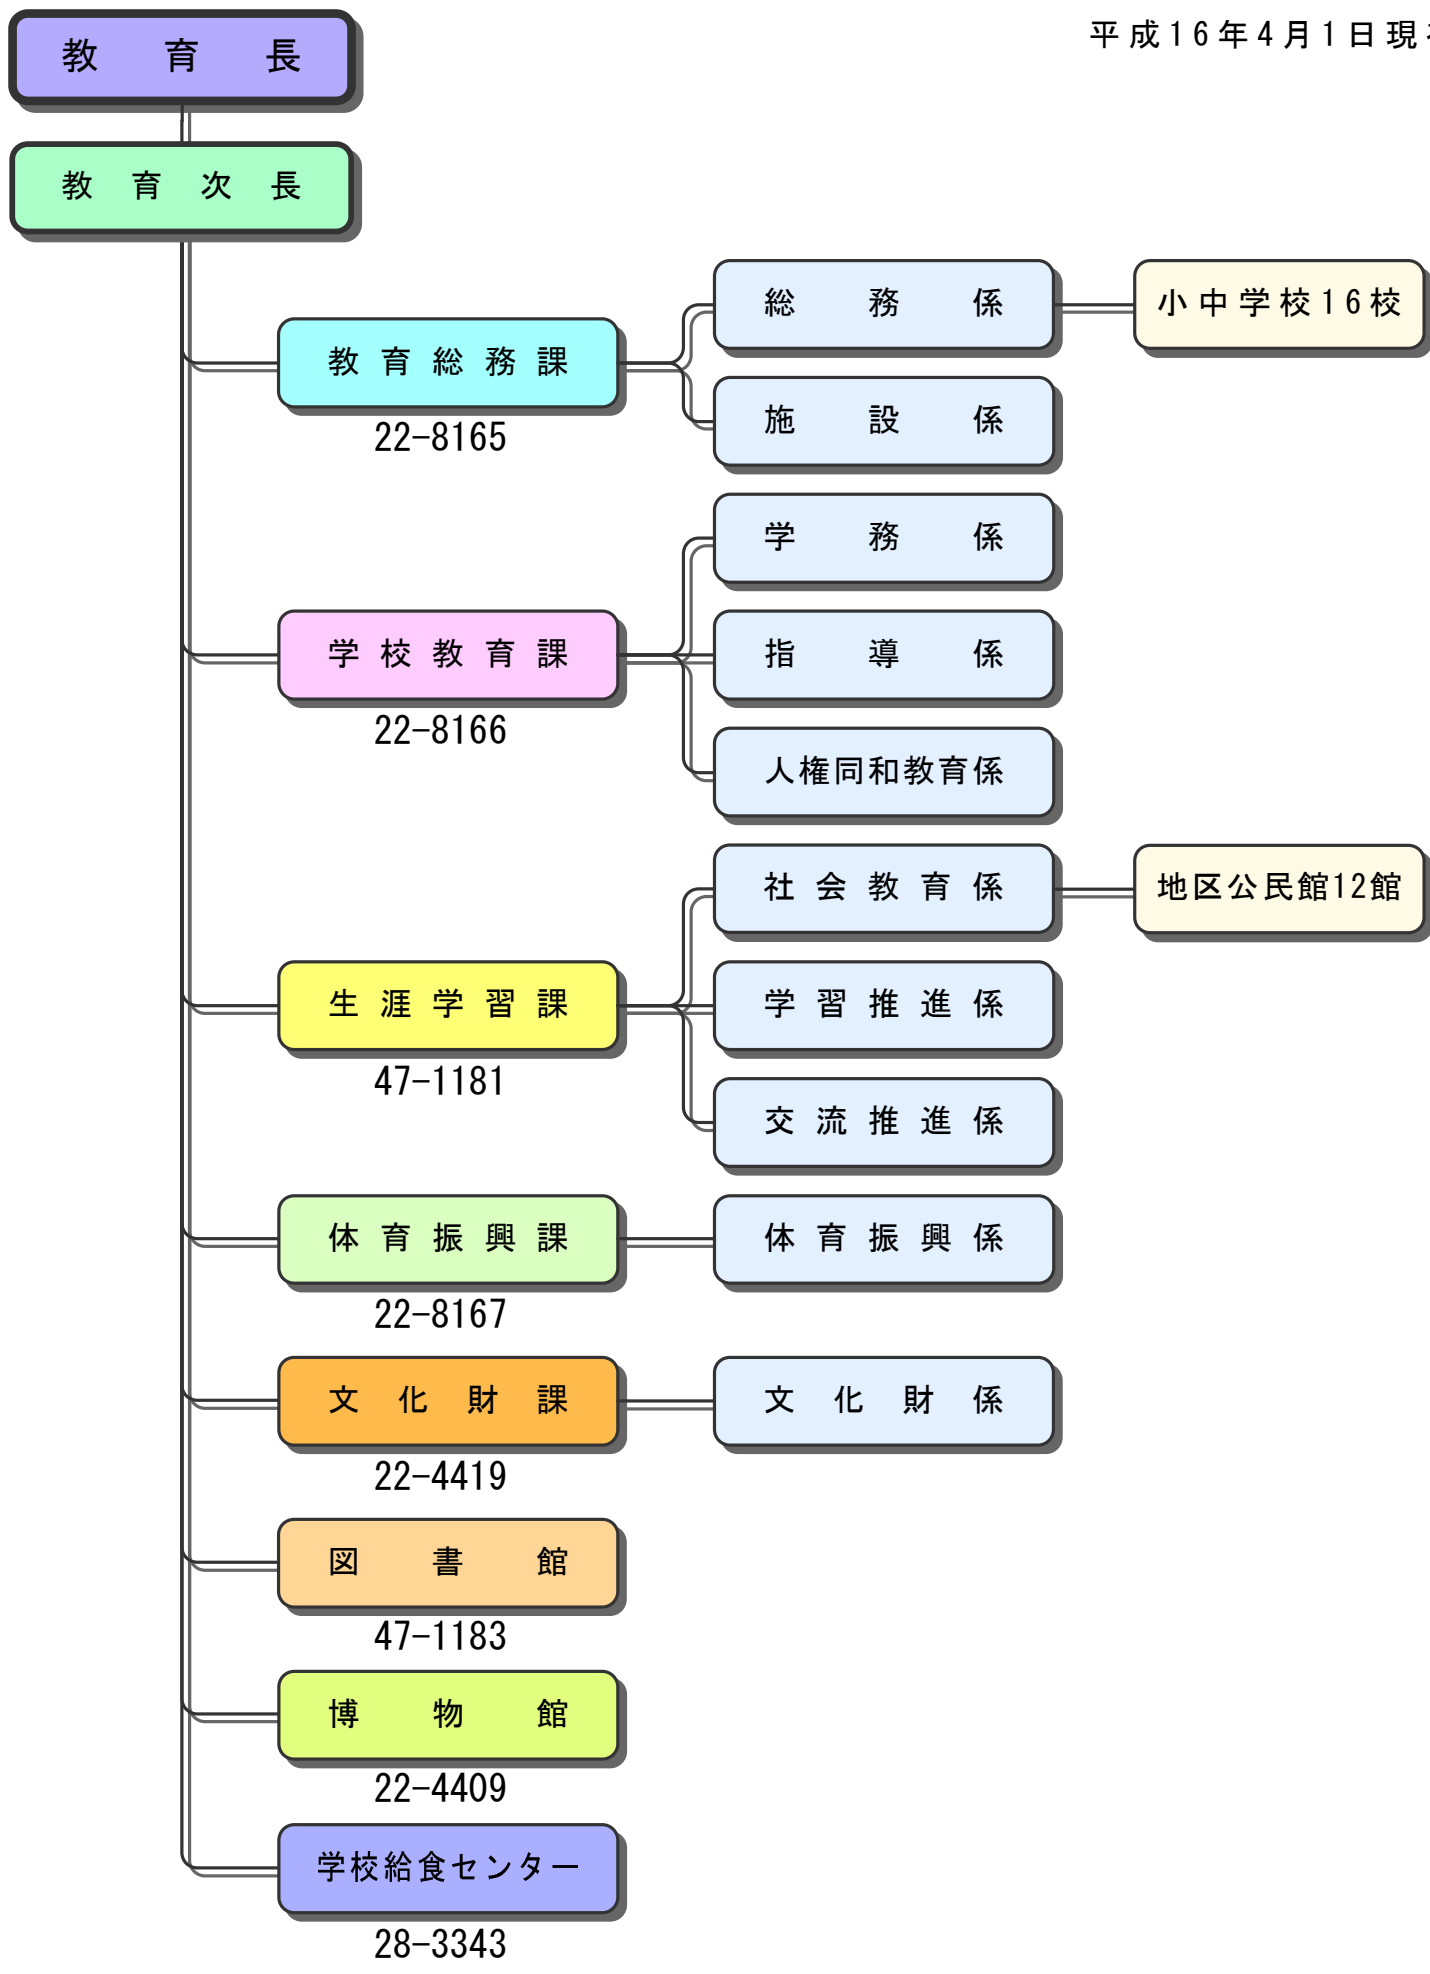 平成16年4月1日現
教育長
教育次長
総務係
小中学校16校
教育総務課
22-8165
施設係
学務係
学校教育課
22-8166
指導係
人権同和教育係
社会教育係
地区公民館12館
生涯学習課
47-1181
学習推進係
交流推進係
体育振興課
22-8167
体育振興係
文化財課
22-4419
文化財係
図書館
47-1183
博物館
22-4409
学校給食センター
28-3343